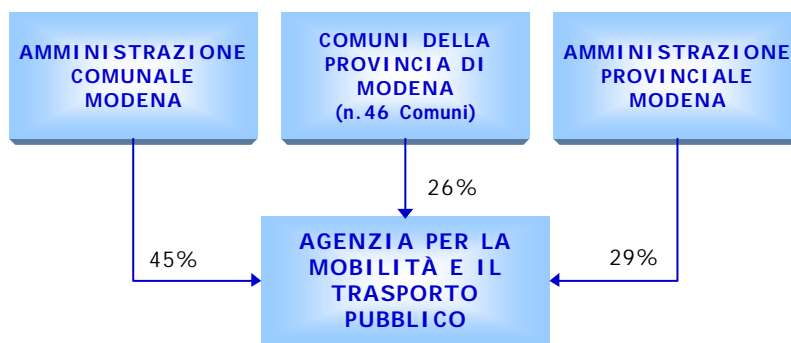 AMMINISTRAZIONE
COMUNALE
MODENA
COMUNI DELLA
PROVINCIA DI
MODENA
(n.46 Comuni)
AMMINISTRAZIONE
PROVINCIALE
MODENA
26%
45%
29%
AGENZIA PER LA
MOBILITÀ E IL
TRASPORTO
PUBBLICO